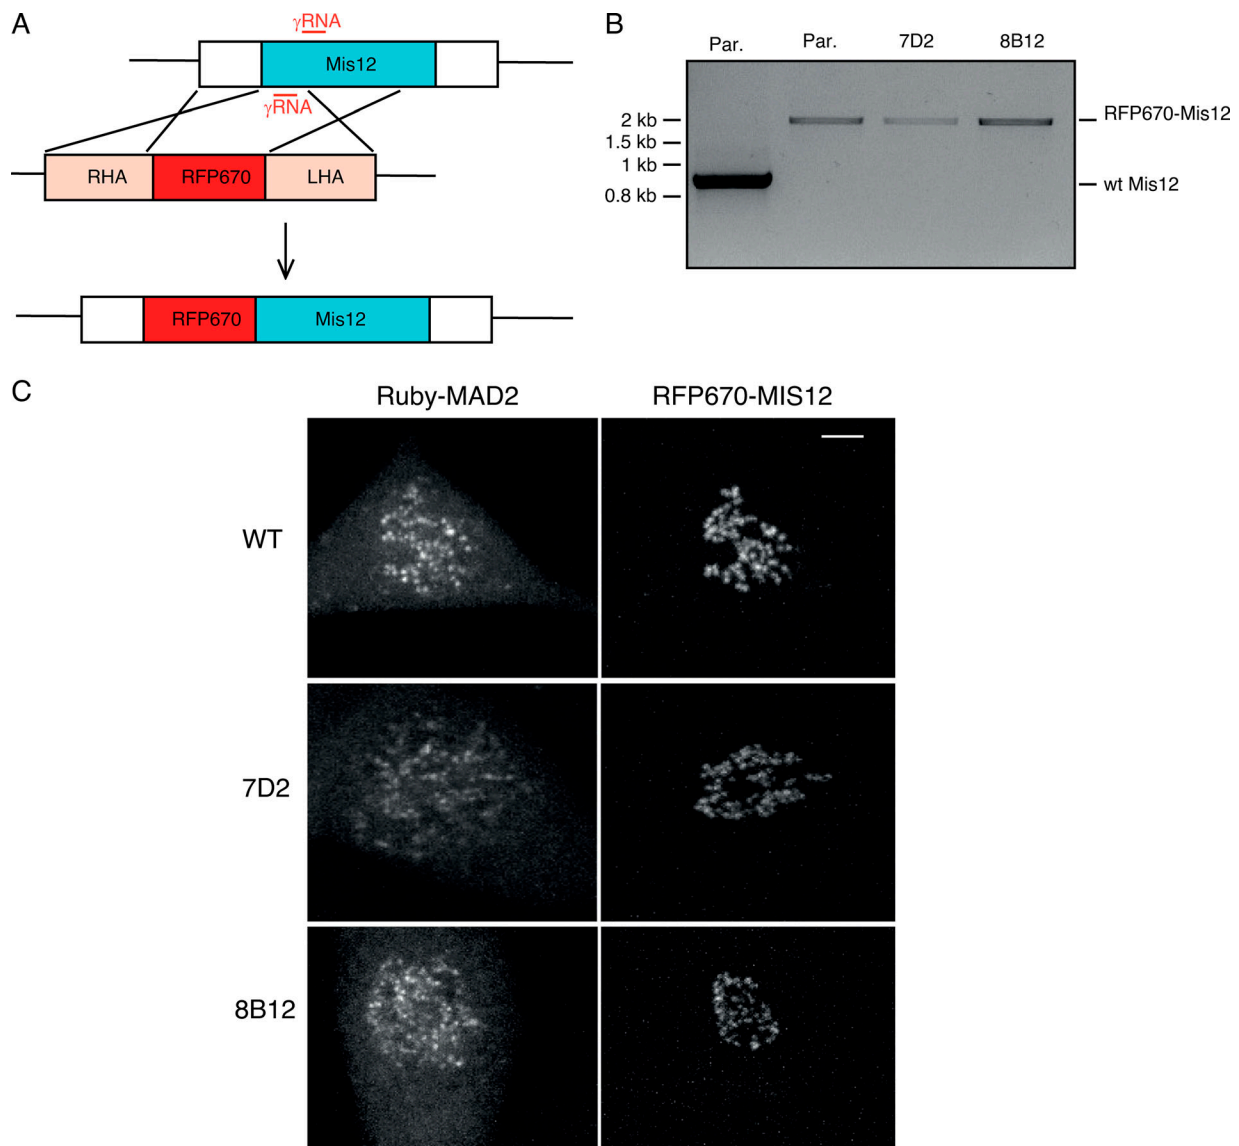 A
γRNA
Mis12
γRNA
RHA
RFP670
LHA
RFP670
Mis12
B
Par.
Par.
7D2
8B12
2 kb
1.5 kb
1 kb
0.8 kb
RFP670-Mis12
wt Mis12
C
Ruby-MAD2
RFP670-MIS12
WT
7D2
8B12